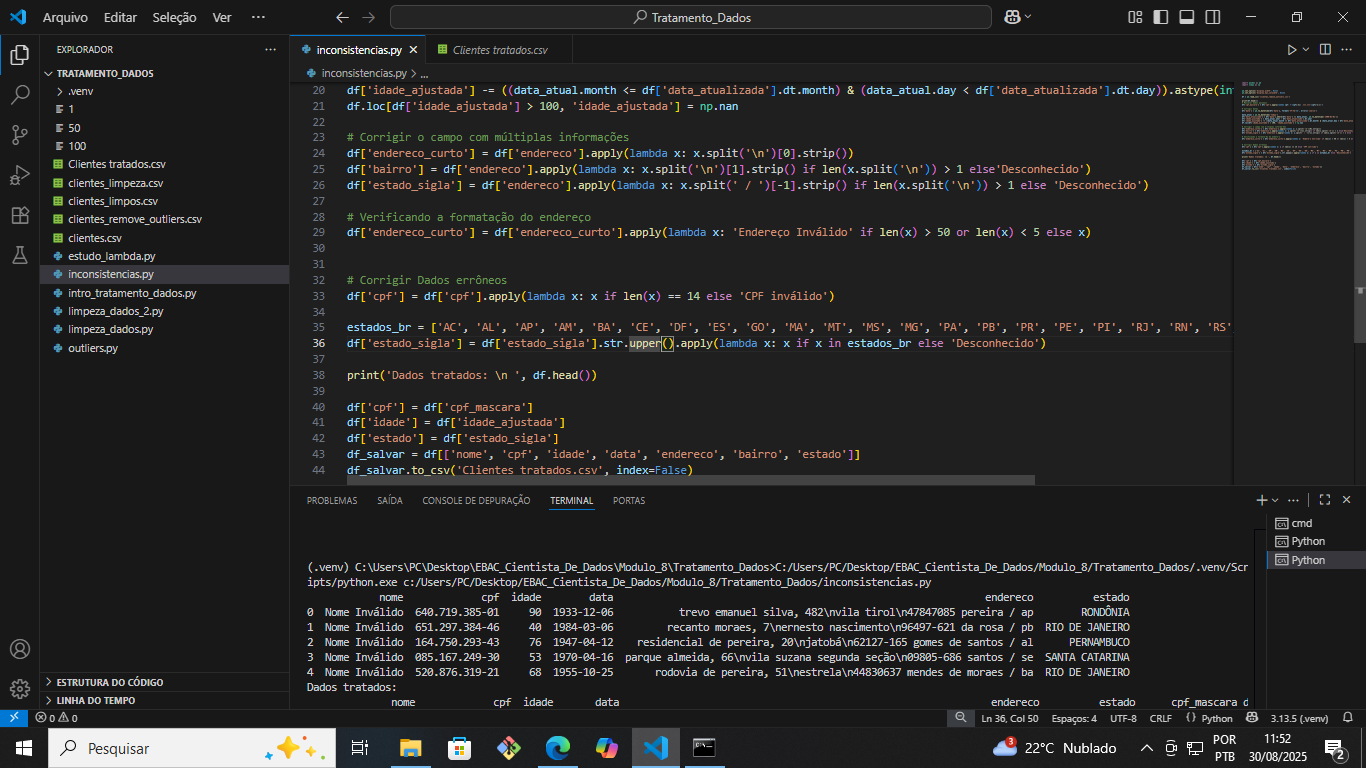 Arquivo Editar Seleção Ver ··· Tratamento_Dados
EXPLORADOR ···
TRATAMENTO_DADOS
.venv
1
50
100
Clientes tratados.csv
clientes_limpeza.csv
clientes_limpos.csv
clientes_remove_outliers.csv
clientes.csv
estudo_lambda.py
inconsistencias.py
intro_tratamento_dados.py
limpeza_dados_2.py
limpeza_dados.py
outliers.py
ESTRUTURA DO CÓDIGO
LINHA DO TEMPO
inconsistencias.py Clientes tratados.csv
inconsistencias.py > ...
20 df['idade_ajustada'] -= ((data_atual.month <= df['data_atualizada'].dt.month) & (data_atual.day < df['data_atualizada'].dt.day)).astype(in
21 df.loc[df['idade_ajustada'] > 100, 'idade_ajustada'] = np.nan
22
23 # Corrigir o campo com múltiplas informações
24 df['endereco_curto'] = df['endereco'].apply(lambda x: x.split('\n')[0].strip())
25 df['bairro'] = df['endereco'].apply(lambda x: x.split('\n')[1].strip() if len(x.split('\n')) > 1 else'Desconhecido')
26 df['estado_sigla'] = df['endereco'].apply(lambda x: x.split(' / ')[-1].strip() if len(x.split('\n')) > 1 else 'Desconhecido')
27
28 # Verificando a formatação do endereço
29 df['endereco_curto'] = df['endereco_curto'].apply(lambda x: 'Endereço Inválido' if len(x) > 50 or len(x) < 5 else x)
30
31
32 # Corrigir Dados errôneos
33 df['cpf'] = df['cpf'].apply(lambda x: x if len(x) == 14 else 'CPF inválido')
34
35 estados_br = ['AC', 'AL', 'AP', 'AM', 'BA', 'CE', 'DF', 'ES', 'GO', 'MA', 'MT', 'MS', 'MG', 'PA', 'PB', 'PR', 'PE', 'PI', 'RJ', 'RN', 'RS'
36 df['estado_sigla'] = df['estado_sigla'].str.upper().apply(lambda x: x if x in estados_br else 'Desconhecido')
37
38 print('Dados tratados: \n ', df.head())
39
40 df['cpf'] = df['cpf_mascara']
41 df['idade'] = df['idade_ajustada']
42 df['estado'] = df['estado_sigla']
43 df_salvar = df[['nome', 'cpf', 'idade', 'data', 'endereco', 'bairro', 'estado']]
44 df_salvar.to_csv('Clientes tratados.csv', index=False)
PROBLEMAS SAÍDA CONSOLE DE DEPURAÇÃO TERMINAL PORTAS
cmd
Python
Python
(.venv) C:\Users\PC\Desktop\EBAC_Cientista_De_Dados\Modulo_8\Tratamento_Dados>C:/Users/PC/Desktop/EBAC_Cientista_De_Dados/Modulo_8/Tratamento_Dados/.venv/Scr
ipts/python.exe c:/Users/PC/Desktop/EBAC_Cientista_De_Dados/Modulo_8/Tratamento_Dados/inconsistencias.py
nome cpf idade data endereco estado
0 Nome Inválido 640.719.385-01 90 1933-12-06 trevo emanuel silva, 482\nvila tirol\n47847085 pereira / ap RONDÔNIA
1 Nome Inválido 651.297.384-46 40 1984-03-06 recanto moraes, 7\nernesto nascimento\n96497-621 da rosa / pb RIO DE JANEIRO
2 Nome Inválido 164.750.293-43 76 1947-04-12 residencial de pereira, 20\njatobá\n62127-165 gomes de santos / al PERNAMBUCO
3 Nome Inválido 085.167.249-30 53 1970-04-16 parque almeida, 66\nvila suzana segunda seção\n09805-686 santos / se SANTA CATARINA
4 Nome Inválido 520.876.319-21 68 1955-10-25 rodovia de pereira, 51\nestrela\n44830637 mendes de moraes / ba RIO DE JANEIRO
Dados tratados:
nome cpf idade data endereco estado cpf_mascara d
0 0 Ln 36, Col 50 Espaços: 4 UTF-8 CRLF Python 3.13.5 (.venv)
Pesquisar 3 22°C Nublado POR PTB 11:52 30/08/2025 2